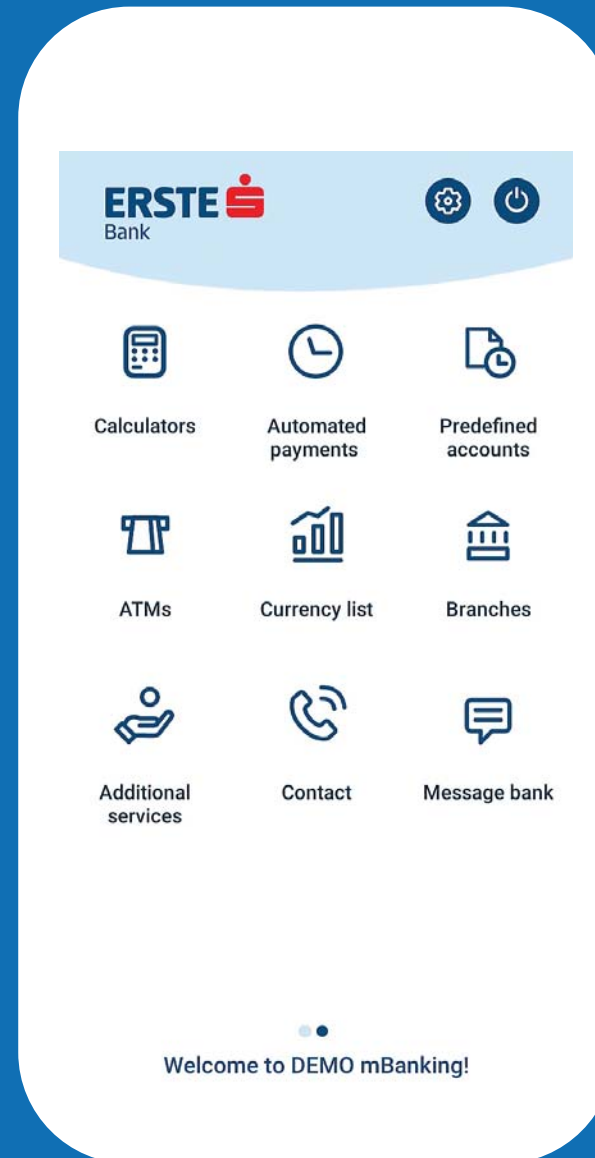 ERSTE
Bank
Calculators
Automated
payments
Predefined
accounts
ATMs
Currency list
Branches
Additional
services
Contact
Message bank
Welcome to DEMO mBanking!